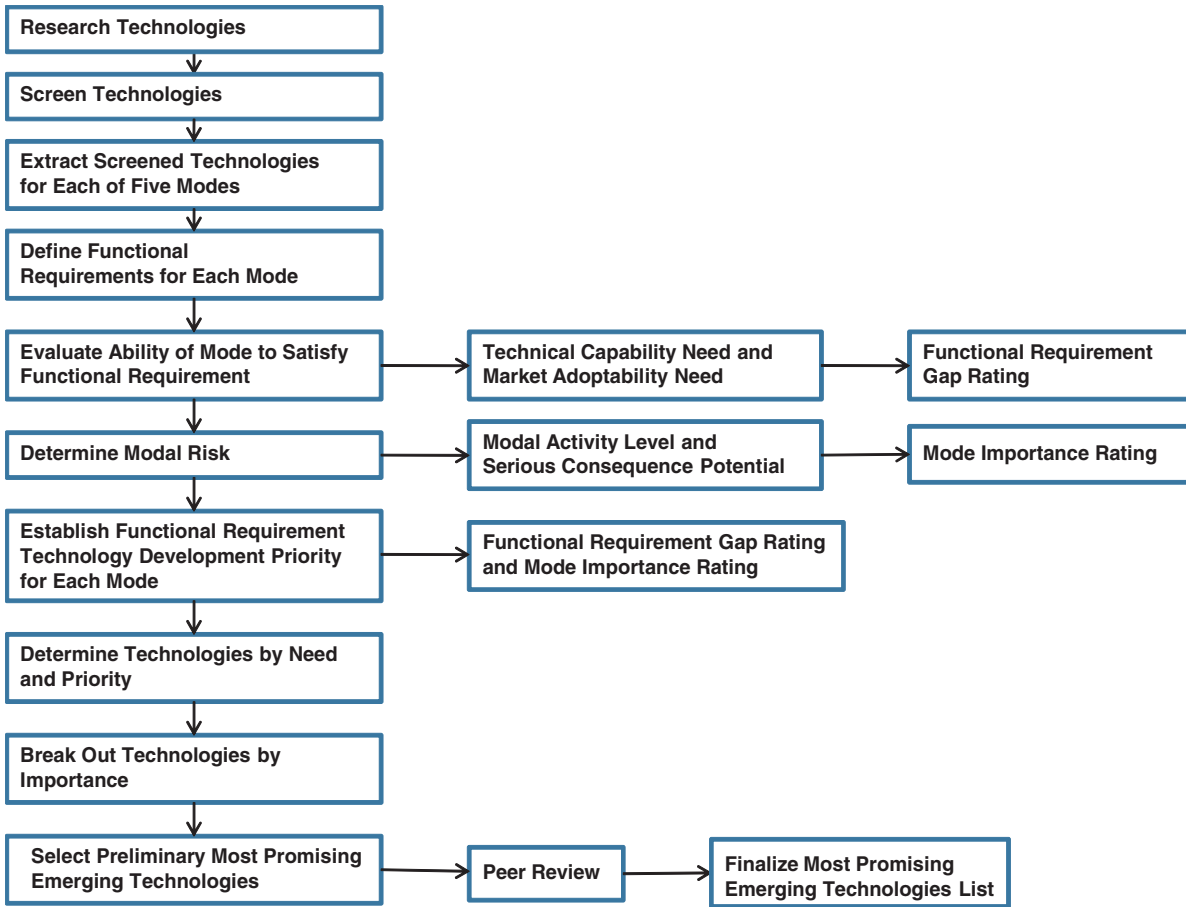 Research Technologies
Screen Technologies
Extract Screened Technologies
for Each of Five Modes
Define Functional
Requirements for Each Mode
Evaluate Ability of Mode to Satisfy
Functional Requirement
Technical Capability Need and
Market Adoptability Need
Functional Requirement
Gap Rating
Determine Modal Risk
Modal Activity Level and
Serious Consequence Potential
Mode Importance Rating
Establish Functional Requirement
Technology Development Priority
for Each Mode
Functional Requirement Gap Rating
and Mode Importance Rating
Determine Technologies by Need
and Priority
Break Out Technologies by
Importance
Select Preliminary Most Promising
Emerging Technologies
Peer Review
Finalize Most Promising
Emerging Technologies List